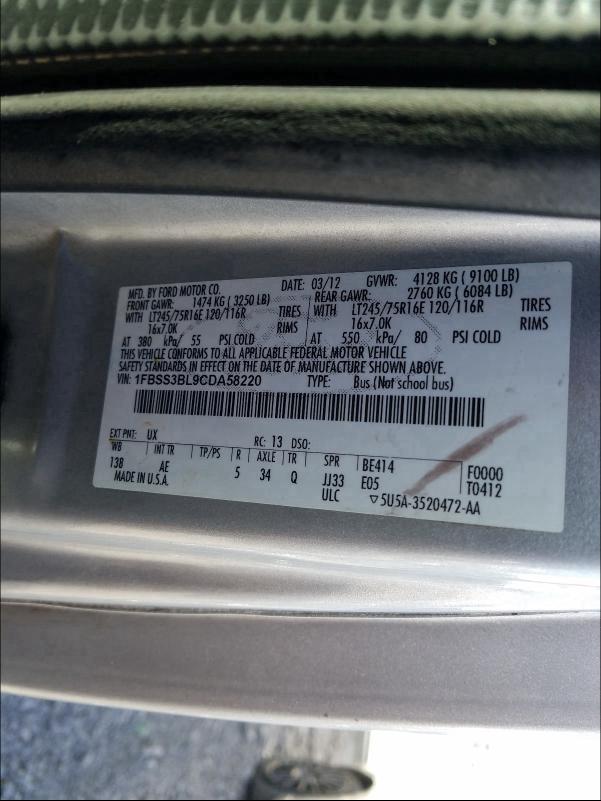 MFD. BY FORD MOTOR CO. DATE: 03/12 GVWR: 4128 KG ( 9100 LB)
FRONT GAWR: 1474 KG ( 3250 LB) REAR GAWR: 2760 KG ( 6084 LB)
WITH LT245/75R16E 120/116R TIRES WITH LT245/75R16E 120/116R TIRES
16x7.0K RIMS 16x7.0K RIMS
AT 380 kPa/ 55 PSI COLD AT 550 kPa/ 80 PSI COLD
THIS VEHICLE CONFORMS TO ALL APPLICABLE FEDERAL MOTOR VEHICLE
SAFETY STANDARDS IN EFFECT ON THE DATE OF MANUFACTURE SHOWN ABOVE.
VIN: 1FBSS3BL9CDA58220 TYPE: Bus (Not school bus)
EXT PNT: UX RC: 13 DSO:
WB INT TR TP/PS R AXLE TR SPR BE414 F0000
13B AE 5 34 Q JJ33 E05 T0412
MADE IN U.S.A. ULC ▽5U5A-3520472-AA